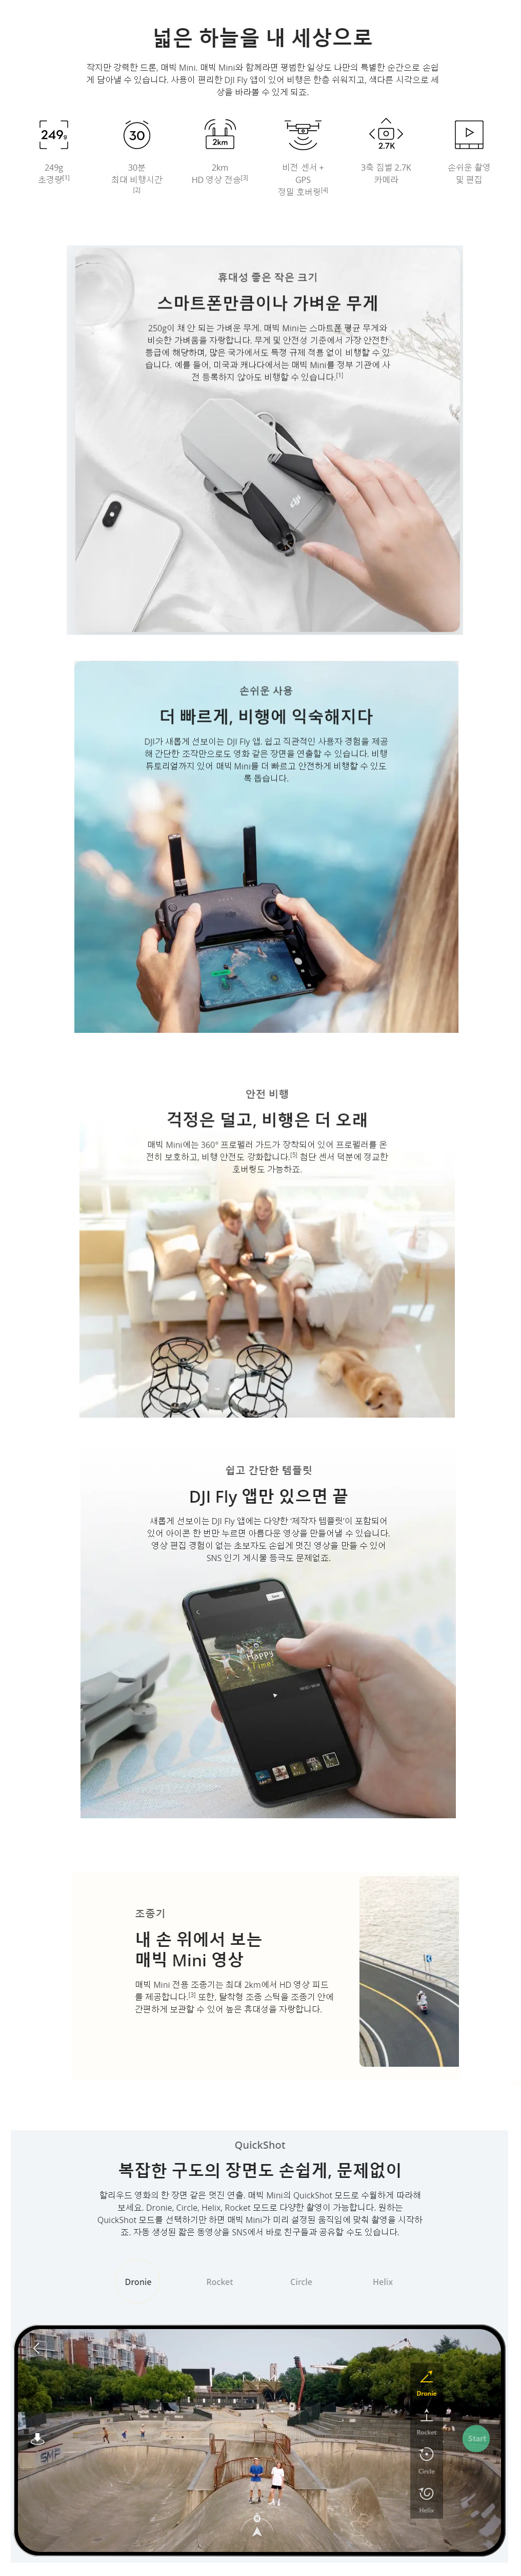 넓은 하늘을 내 세상으로
작지만 강력한 드론, 매빅 Mini. 매빅 Mini와 함께라면 평범한 일상도 나만의 특별한 순간으로 손쉽
게 담아낼 수 있습니다. 사용이 편리한 DJI Fly 앱이 있어 비행은 한층 쉬워지고, 색다른 시각으로 세
상을 바라볼 수 있게 되죠.
249g
30
2km
2.7K
249g
초경량[1]
30분
최대 비행시간
[2]
2km
HD 영상 전송[3]
비전 센서 +
GPS
정밀 호버링[4]
3축 짐벌 2.7K
카메라
손쉬운 촬영
및 편집
휴대성 좋은 작은 크기
스마트폰만큼이나 가벼운 무게
250g이 채 안 되는 가벼운 무게. 매빅 Mini는 스마트폰 평균 무게와
비슷한 가벼움을 자랑합니다. 무게 및 안전성 기준에서 가장 안전한
등급에 해당하며, 많은 국가에서도 특정 규제 적용 없이 비행할 수 있
습니다. 예를 들어, 미국과 캐나다에서는 매빅 Mini를 정부 기관에 사
전 등록하지 않아도 비행할 수 있습니다.[1]
dji
손쉬운 사용
더 빠르게, 비행에 익숙해지다
DJI가 새롭게 선보이는 DJI Fly 앱. 쉽고 직관적인 사용자 경험을 제공
해 간단한 조작만으로도 영화 같은 장면을 연출할 수 있습니다. 비행
튜토리얼까지 있어 매빅 Mini를 더 빠르고 안전하게 비행할 수 있도
록 돕습니다.
안전 비행
걱정은 덜고, 비행은 더 오래
매빅 Mini에는 360° 프로펠러 가드가 장착되어 있어 프로펠러를 온
전히 보호하고, 비행 안전도 강화합니다.[5] 첨단 센서 덕분에 정교한
호버링도 가능하죠.
쉽고 간단한 템플릿
DJI Fly 앱만 있으면 끝
새롭게 선보이는 DJI Fly 앱에는 다양한 '제작자 템플릿'이 포함되어
있어 아이콘 한 번만 누르면 아름다운 영상을 만들어낼 수 있습니다.
영상 편집 경험이 없는 초보자도 손쉽게 멋진 영상을 만들 수 있어
SNS 인기 게시물 등극도 문제없죠.
Happy
Time!
조종기
내 손 위에서 보는
매빅 Mini 영상
매빅 Mini 전용 조종기는 최대 2km에서 HD 영상 피드
를 제공합니다.[3] 또한, 탈착형 조종 스틱을 조종기 안에
간편하게 보관할 수 있어 높은 휴대성을 자랑합니다.
QuickShot
복잡한 구도의 장면도 손쉽게, 문제없이
할리우드 영화의 한 장면 같은 멋진 연출, 매빅 Mini의 QuickShot 모드로 수월하게 따라해
보세요. Dronie, Circle, Helix, Rocket 모드로 다양한 촬영이 가능합니다. 원하는
QuickShot 모드를 선택하기만 하면 매빅 Mini가 미리 설정된 움직임에 맞춰 촬영을 시작하
죠. 자동 생성된 짧은 동영상을 SNS에서 바로 친구들과 공유할 수도 있습니다.
Dronie
Rocket
Circle
Helix
Dronie
Rocket
Circle
Helix
Start